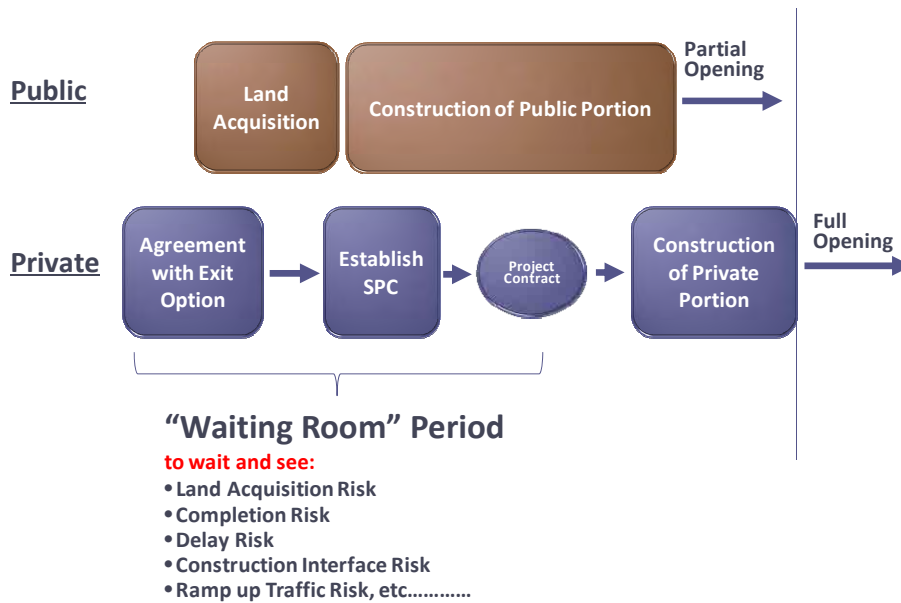 Public
Land
Acquisition
Construction of Public Portion
Partial
Opening
Private
Agreement
with Exit
Option
Establish
SPC
Project
Contract
Construction
of Private
Portion
Full
Opening
“Waiting Room” Period
to wait and see:
•Land Acquisition Risk
•Completion Risk
•Delay Risk
•Construction Interface Risk
•Ramp up Traffic Risk, etc…………